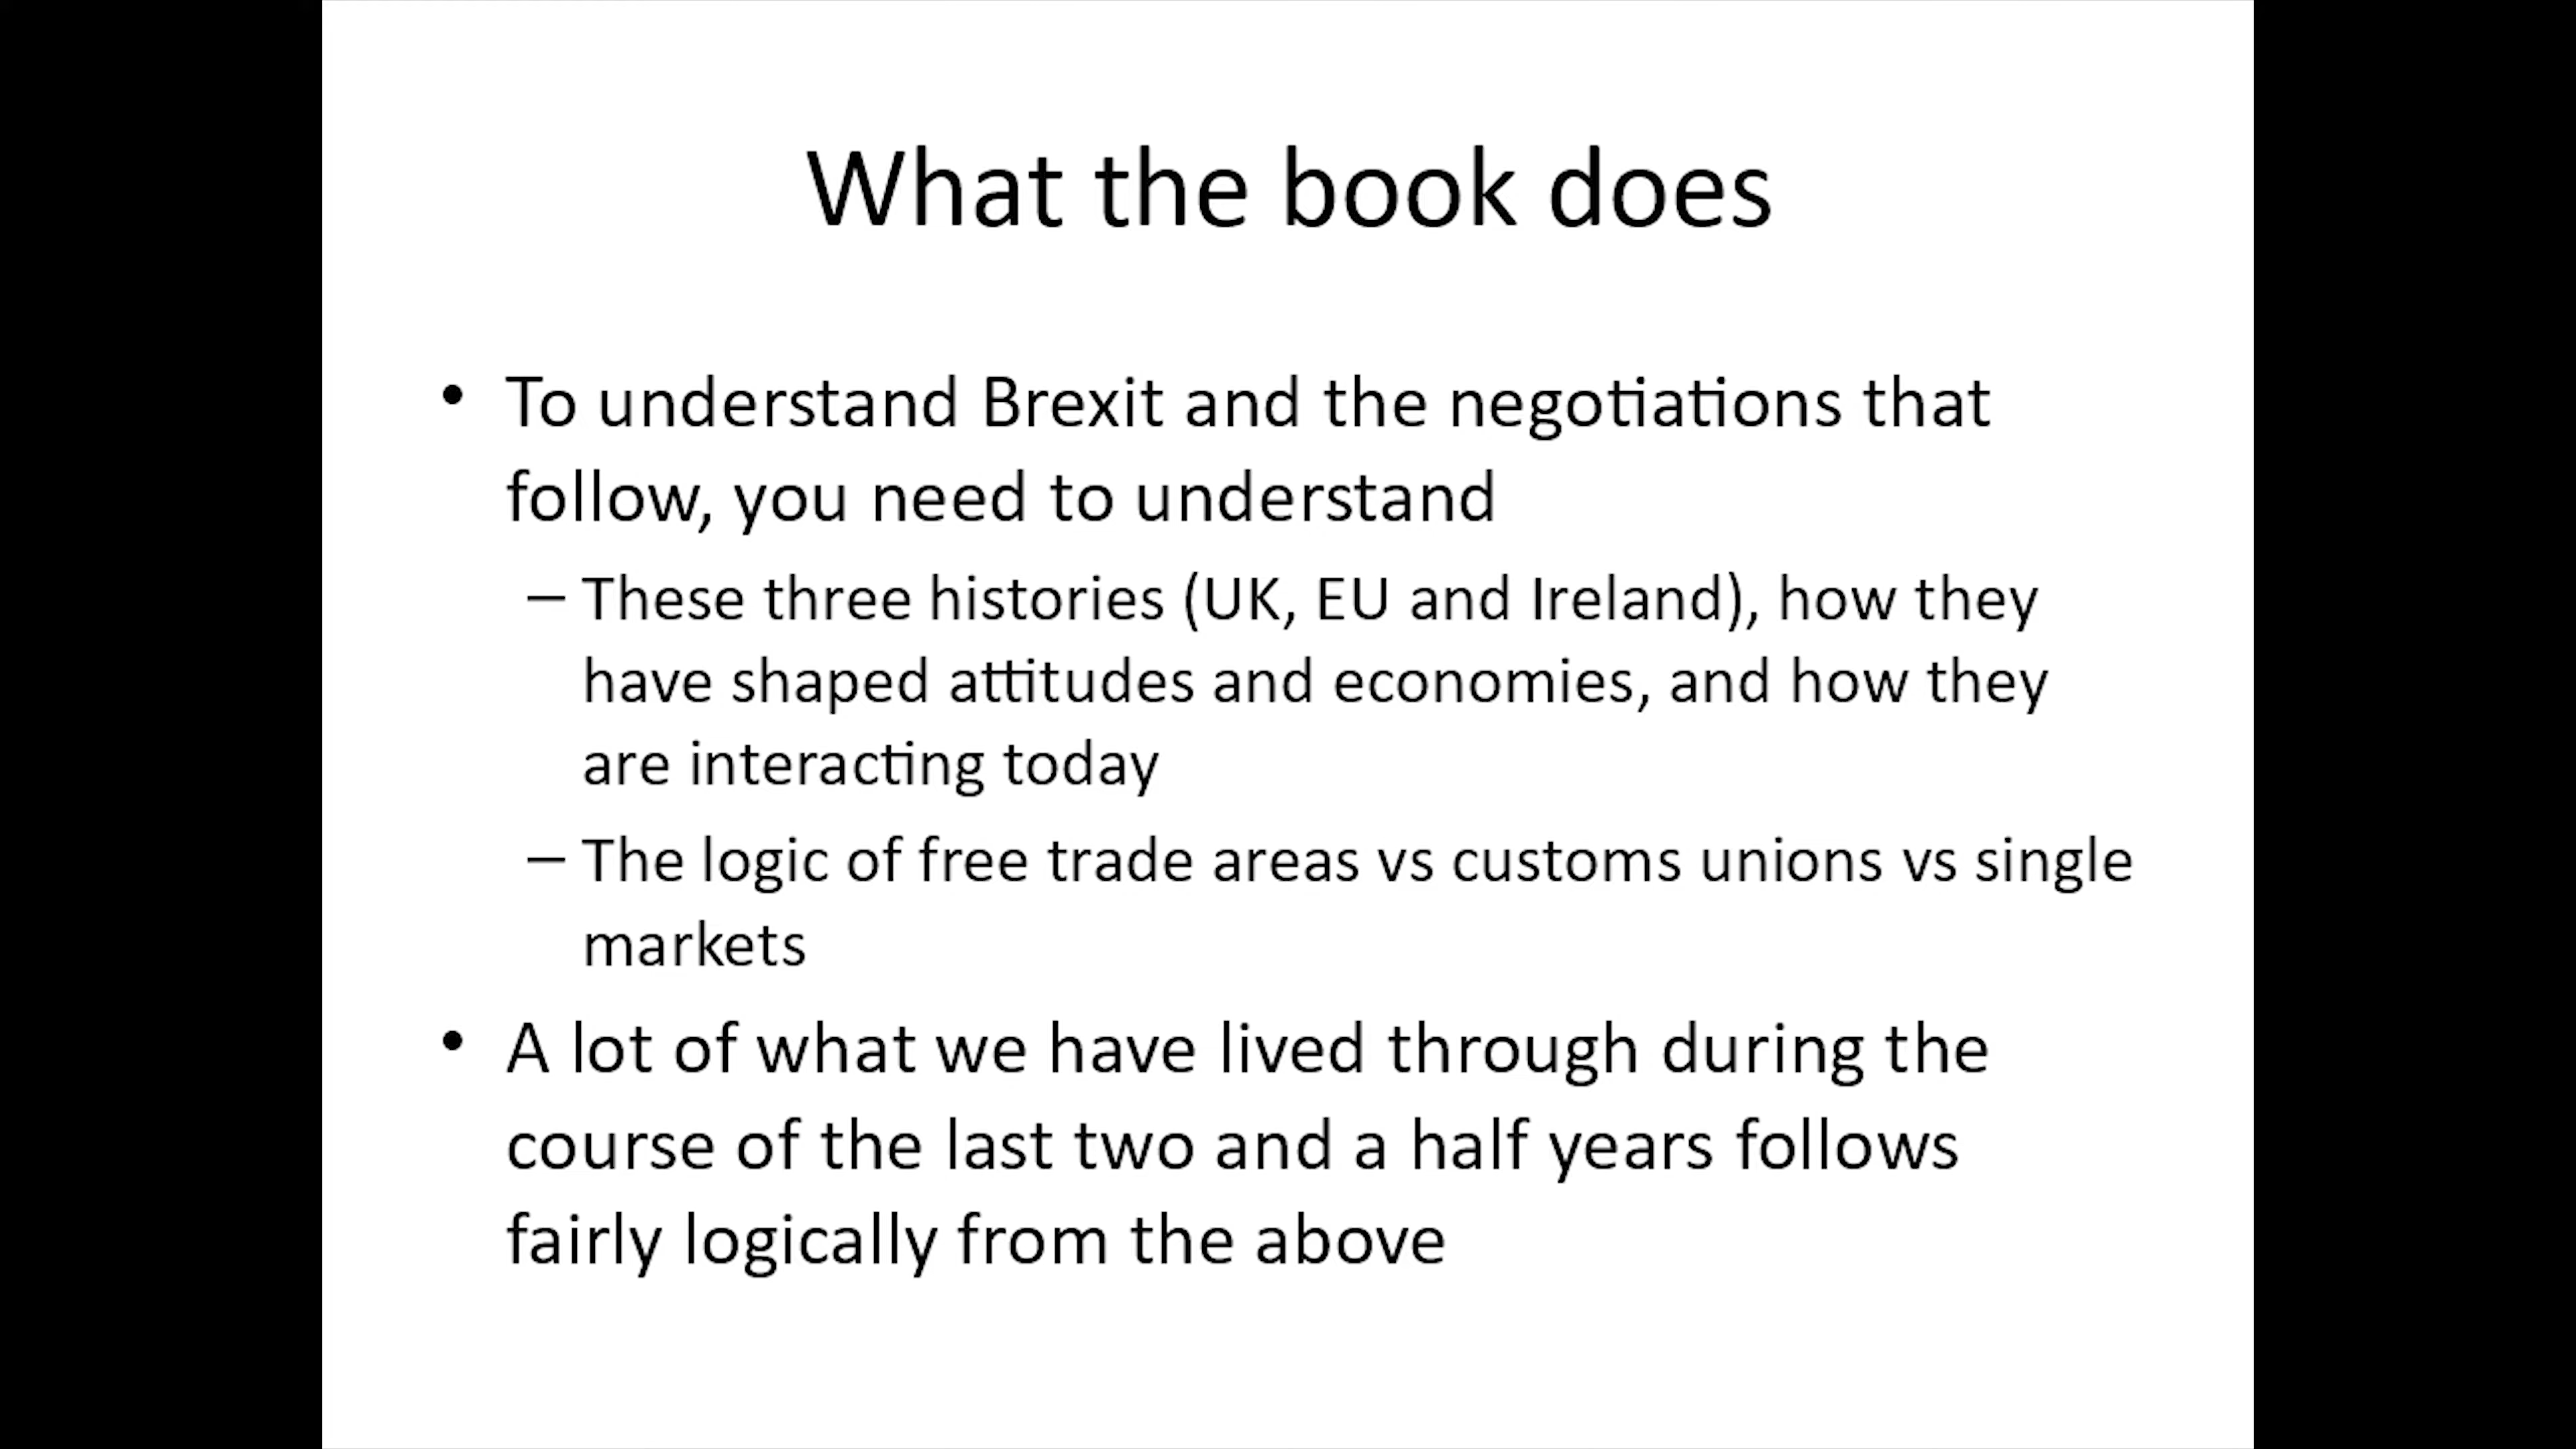 What the book does
• To understand Brexit and the negotiations that
follow, you need to understand
– These three histories (UK, EU and Ireland), how they
have shaped attitudes and economies, and how they
are interacting today
– The logic of free trade areas vs customs unions vs single
markets
• A lot of what we have lived through during the
course of the last two and a half years follows
fairly logically from the above